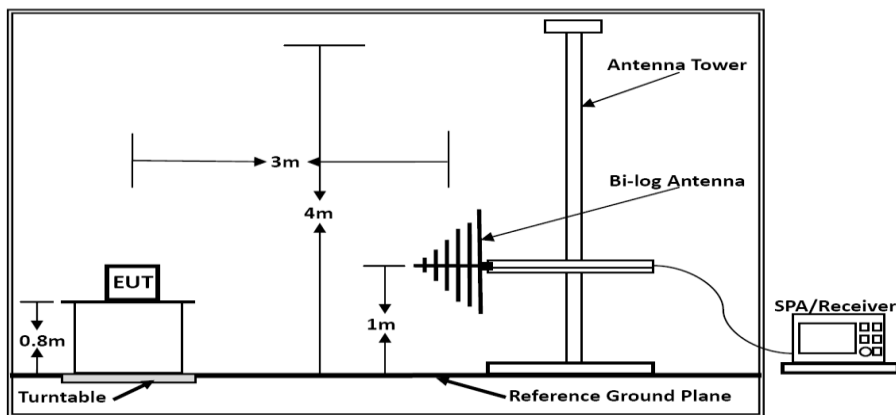 Antenna Tower
3m
Bi-log Antenna
4m
EUT
SPA/Receiver
0.8m
1m
Turntable
Reference Ground Plane